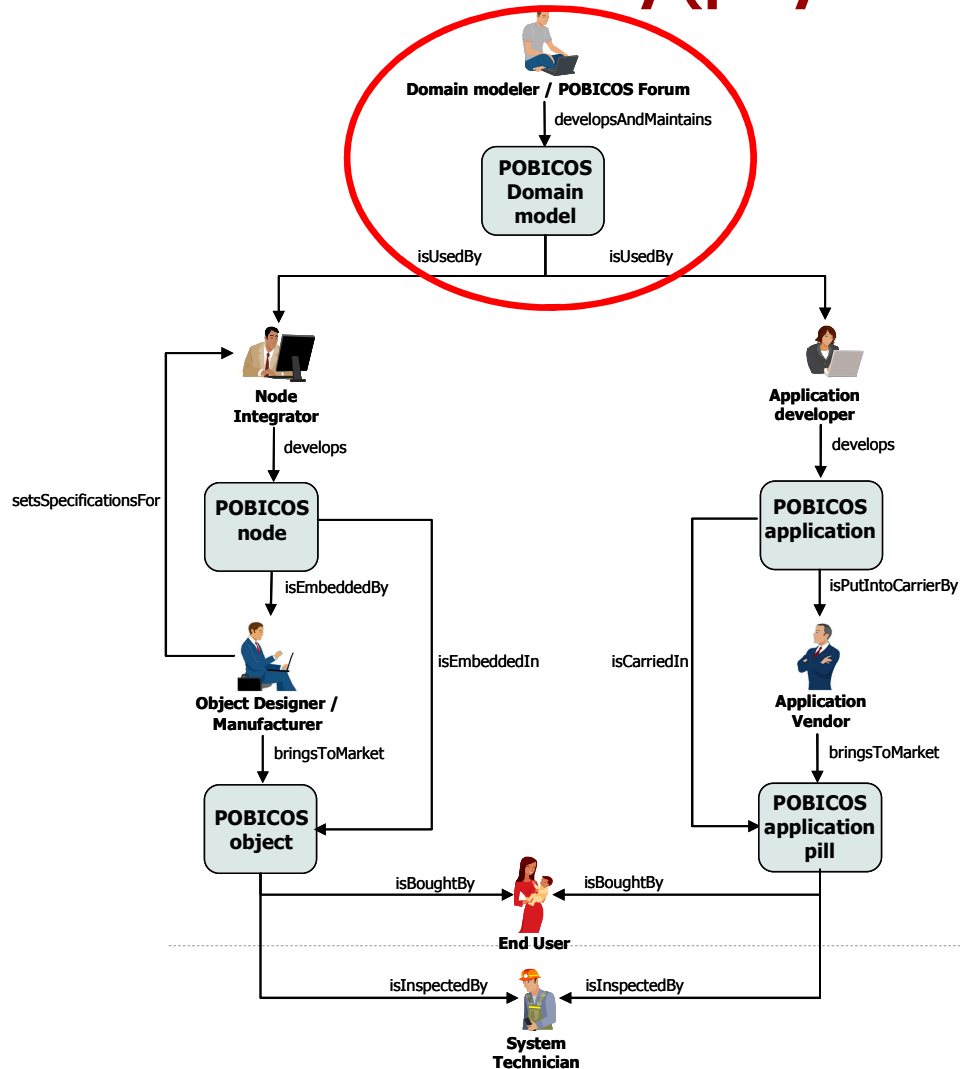 Domain modeler / POBICOS Forum
developsAndMaintains
POBICOS
Domain
model
isUsedBy
isUsedBy
Node
Integrator
Application
developer
develops
develops
setsSpecificationsFor
POBICOS
node
POBICOS
application
isEmbeddedBy
isPutIntoCarrierBy
isEmbeddedIn
isCarriedIn
Object Designer /
Manufacturer
Application
Vendor
bringsToMarket
bringsToMarket
POBICOS
object
POBICOS
application
pill
isBoughtBy
isBoughtBy
End User
isInspectedBy
isInspectedBy
System
Technician